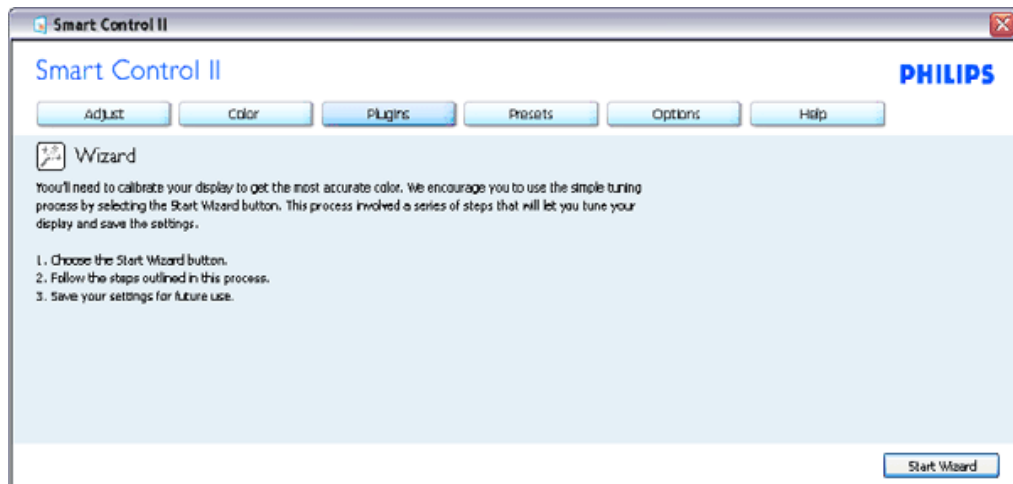 Smart Control II
Smart Control II
PHILIPS
Adjust Color Plugins Presets Options Help
Wizard
Yoou'll need to calibrate your display to get the most accurate color. We encourage you to use the simple tuning
process by selecting the Start Wizard button. This process involved a series of steps that will let you tune your
display and save the settings.
1. Choose the Start Wizard button.
2. Follow the steps outlined in this process.
3. Save your settings for future use.
Start Wizard